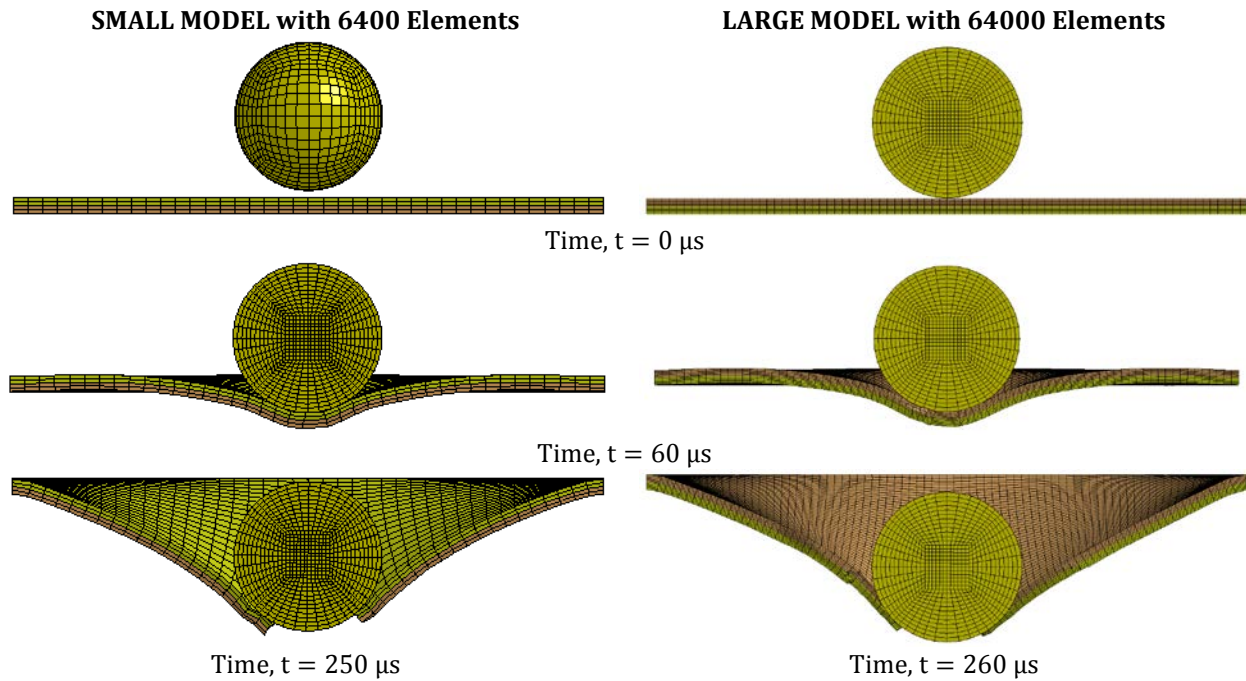 SMALL MODEL with 6400 Elements
LARGE MODEL with 64000 Elements
Time, t = 0 μs
Time, t = 60 μs
Time, t = 250 μs
Time, t = 260 μs